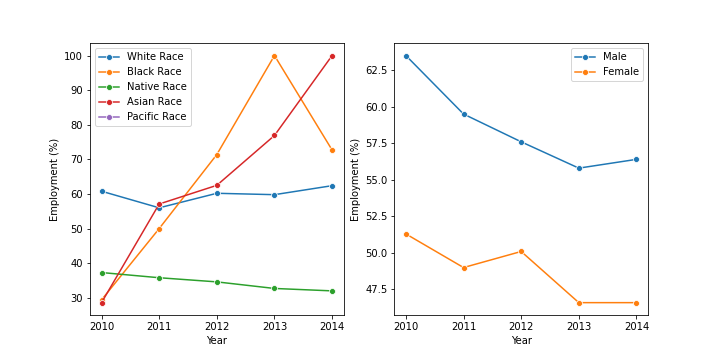 White Race
Black Race
Native Race
Asian Race
Pacific Race
100
90
80
70
60
50
40
30
Employment (%)
2010 2011 2012 2013 2014
Year
Male
Female
62.5
60.0
57.5
55.0
52.5
50.0
47.5
Employment (%)
2010 2011 2012 2013 2014
Year